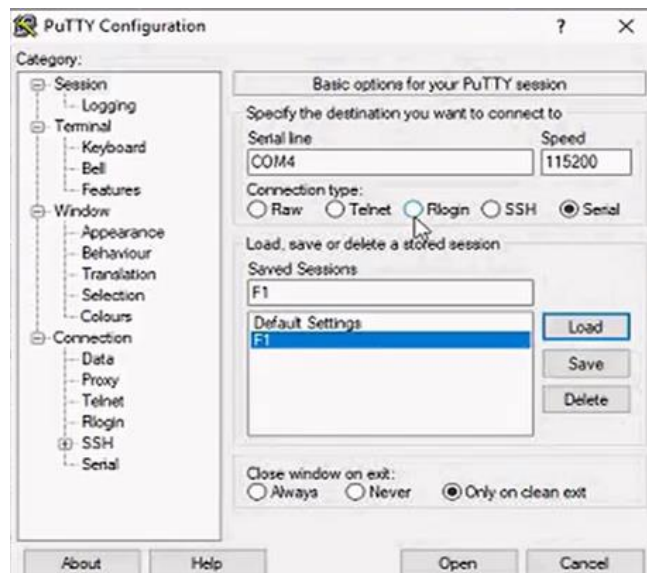 PuTTY Configuration
?
Category:
Session
Logging
Terminal
Keyboard
Bell
Features
Window
Appearance
Behaviour
Translation
Selection
Colours
Connection
Data
Proxy
Telnet
Rlogin
SSH
Serial
Basic options for your PuTTY session
Specify the destination you want to connect to
Serial line Speed
COM4 115200
Connection type:
Raw Telnet Rlogin SSH Serial
Load, save or delete a stored session
Saved Sessions
F1
Default Settings
F1
Load
Save
Delete
Close window on exit:
Always Never Only on clean exit
About Help Open Cancel